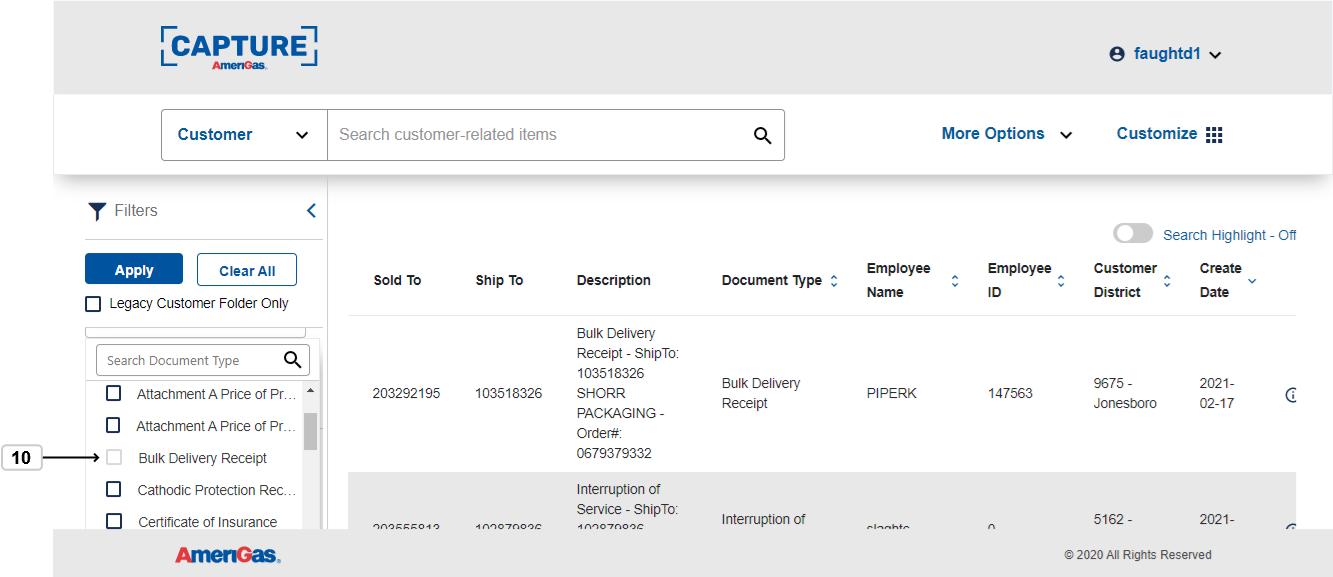 CAPTURE
AmeriGas
faughtd1
Customer
Search customer-related items
More Options
Customize
Filters
Apply
Clear All
Legacy Customer Folder Only
Search Document Type
Attachment A Price of Pr...
Attachment A Price of Pr...
10
Bulk Delivery Receipt
Cathodic Protection Rec...
Certificate of Insurance
Search Highlight - Off
Sold To
Ship To
Description
Document Type
Employee
Name
Employee
ID
Customer
District
Create
Date
203292195
103518326
Bulk Delivery
Receipt - ShipTo:
103518326
SHORR
PACKAGING -
Order#:
0679379332
Bulk Delivery
Receipt
PIPERK
147563
9675 -
Jonesboro
2021-
02-17
203555813
102879836
Interruption of
Service - ShipTo:
102879836
Interruption of
slaghtc
0
5162 -
2021-
AmeriGas
© 2020 All Rights Reserved